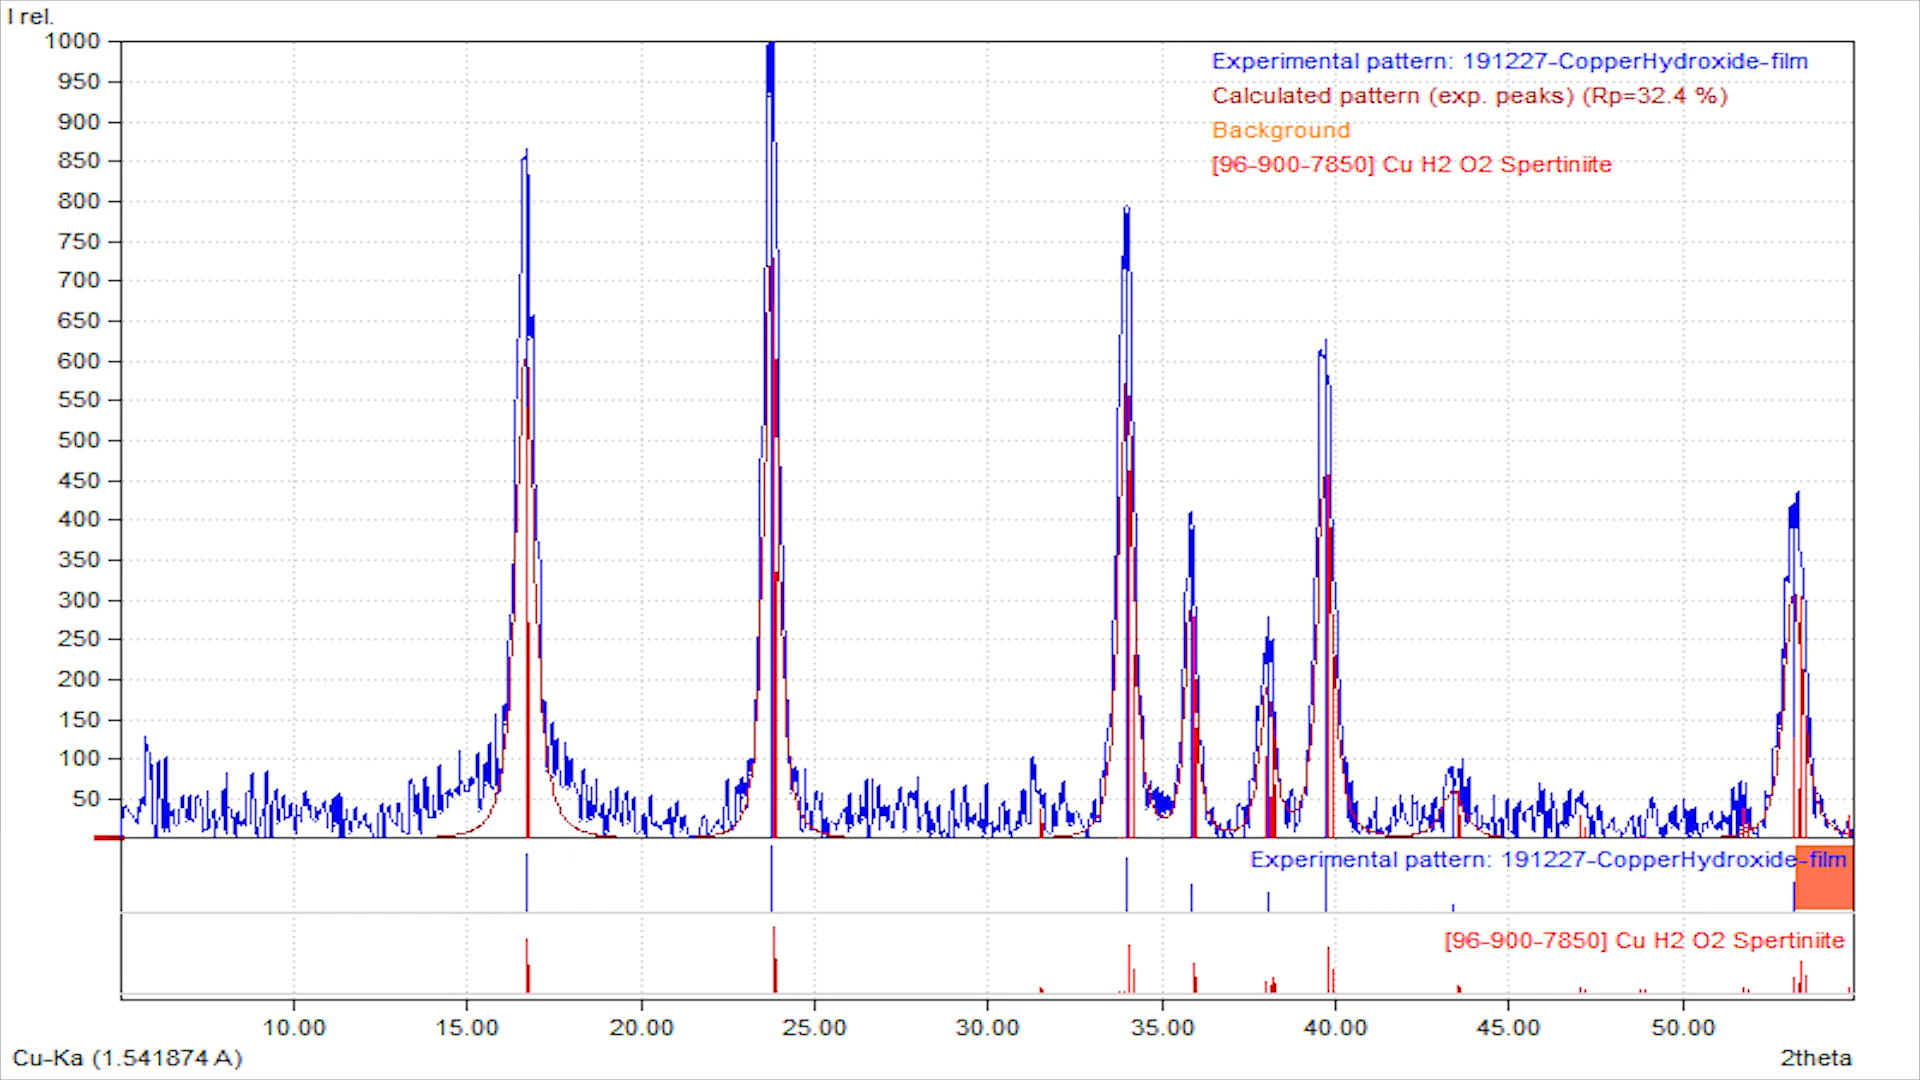 I rel.
1000
950
900
850
800
750
700
650
600
550
500
450
400
350
300
250
200
150
100
50
Experimental pattern: 191227-CopperHydroxide-film
Calculated pattern (exp. peaks) (Rp=32.4 %)
Background
[96-900-7850] Cu H2 O2 Spertiniite
Experimental pattern: 191227-CopperHydroxide-film
[96-900-7850] Cu H2 O2 Spertiniite
10.00 15.00 20.00 25.00 30.00 35.00 40.00 45.00 50.00
Cu-Ka (1.541874 A) 2theta